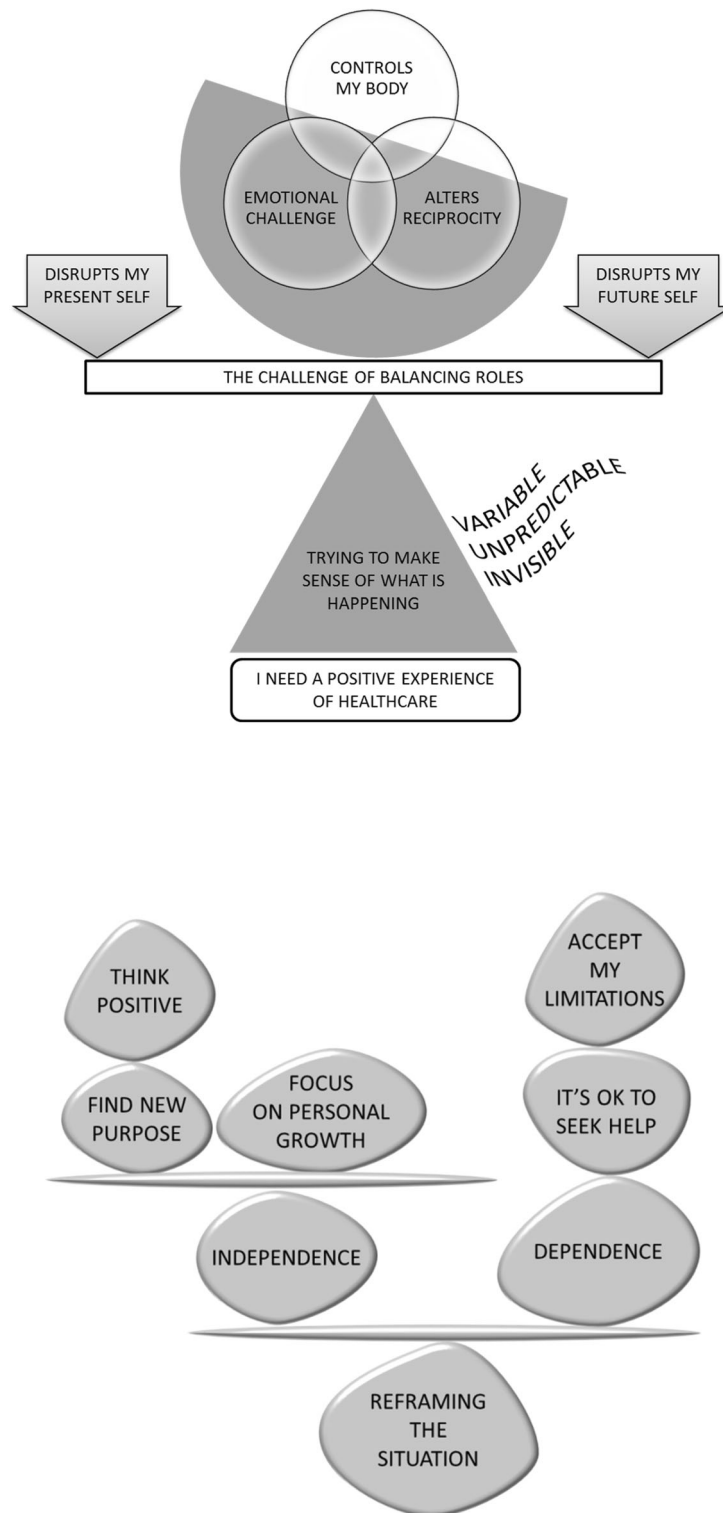 CONTROLS
MY BODY
EMOTIONAL
CHALLENGE
ALTERS
RECIPROCITY
DISRUPTS MY
PRESENT SELF
DISRUPTS MY
FUTURE SELF
THE CHALLENGE OF BALANCING ROLES
VARIABLE
UNPREDICTABLE
INVISIBLE
TRYING TO MAKE
SENSE OF WHAT IS
HAPPENING
I NEED A POSITIVE EXPERIENCE
OF HEALTHCARE
THINK
POSITIVE
ACCEPT
MY
LIMITATIONS
FIND NEW
PURPOSE
FOCUS
ON PERSONAL
GROWTH
IT'S OK TO
SEEK HELP
INDEPENDENCE
DEPENDENCE
REFRAMING
THE
SITUATION